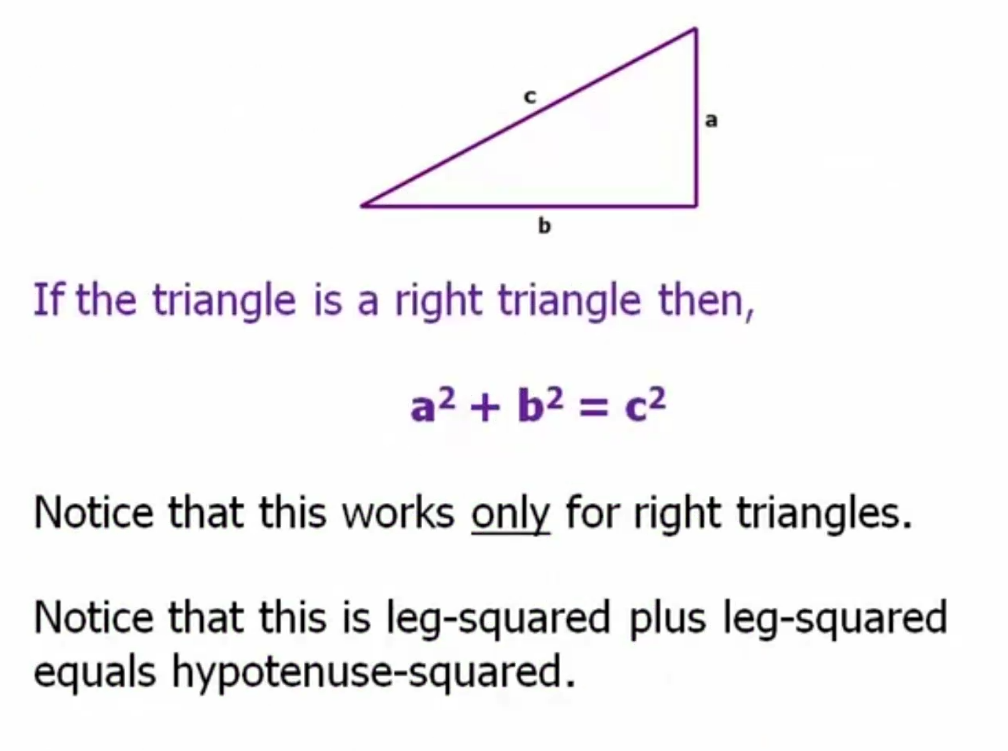 c
a
b
If the triangle is a right triangle then,
a² + b² = c²
Notice that this works only for right triangles.
Notice that this is leg-squared plus leg-squared
equals hypotenuse-squared.